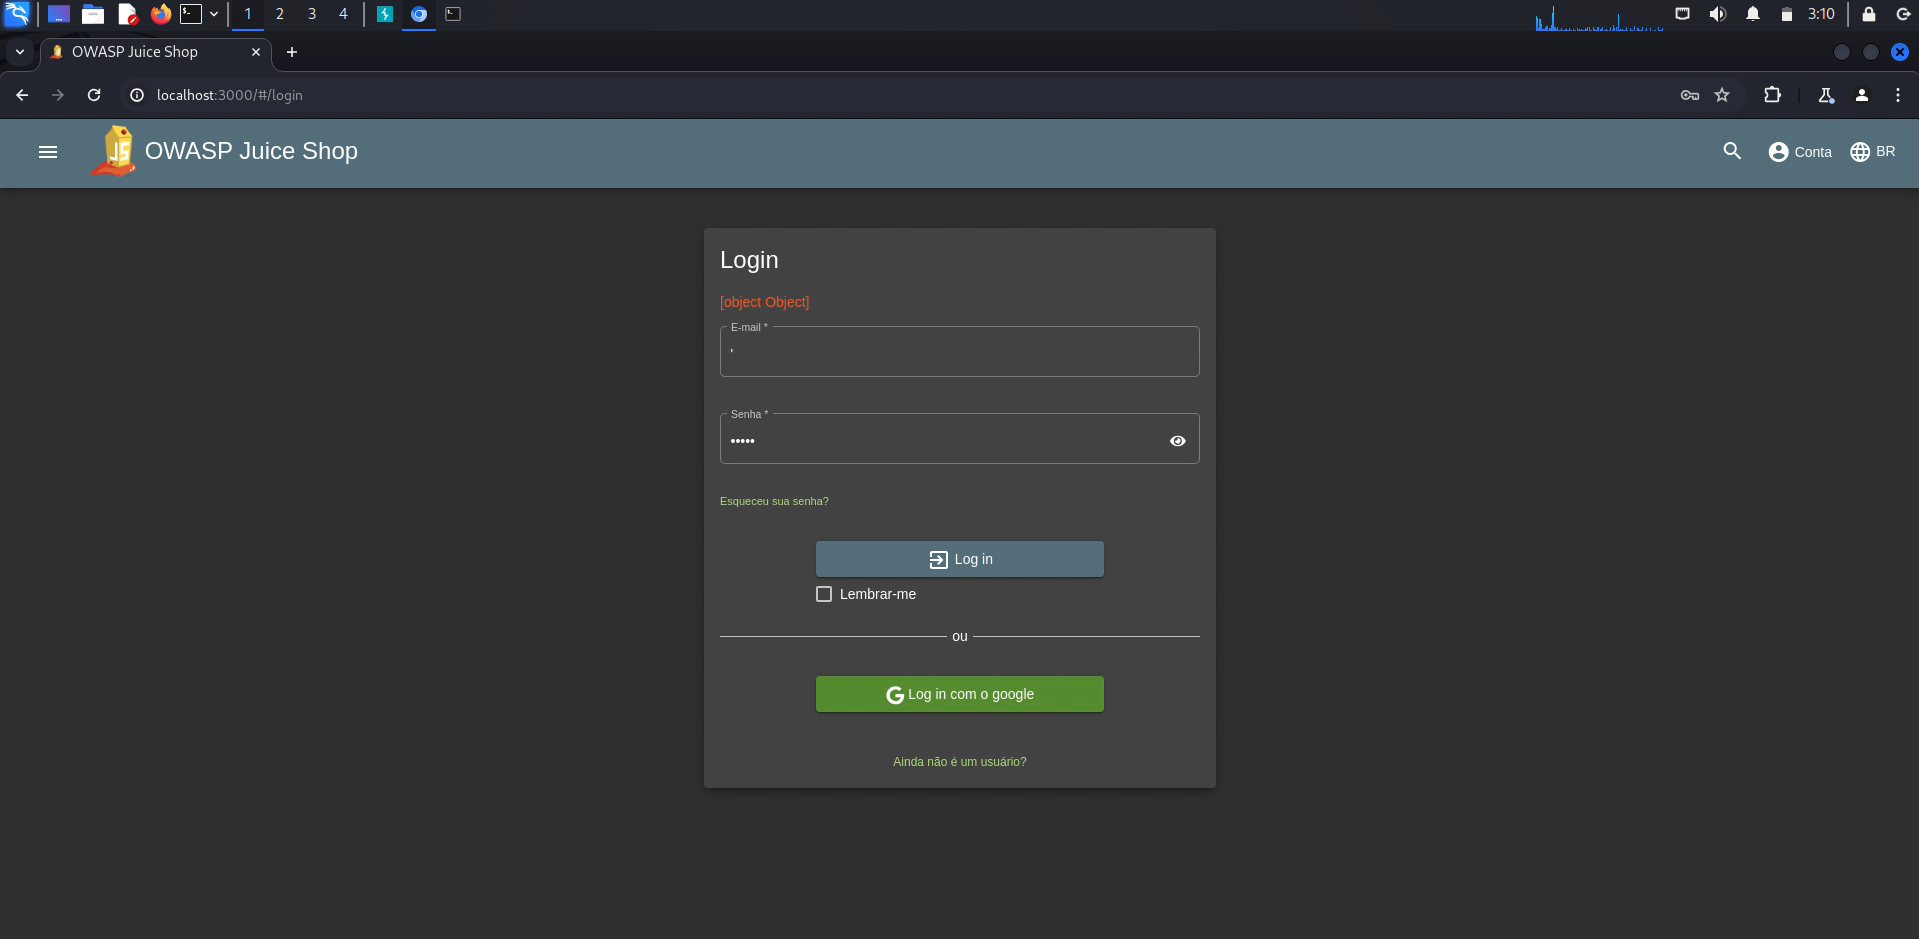 1 2 3 4 3:10
OWASP Juice Shop
localhost:3000/#/login
OWASP Juice Shop Conta BR
Login
[object Object]
E-mail *
'
Senha *
•••••
Esqueceu sua senha?
Log in
Lembrar-me
ou
Log in com o google
Ainda não é um usuário?